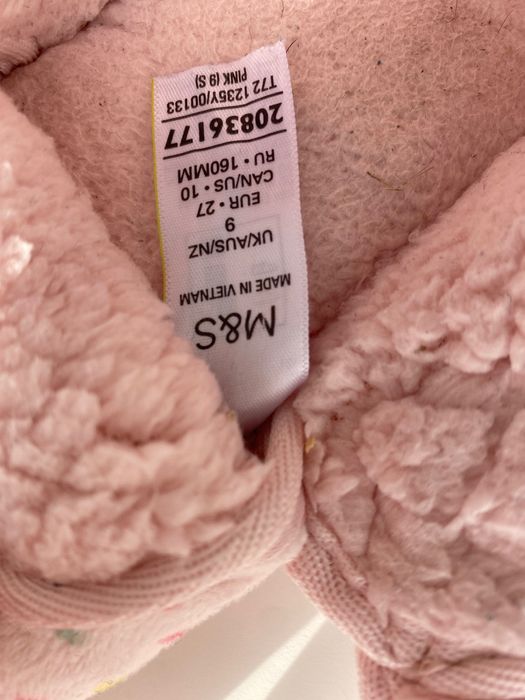 M&S
MADE IN VIETNAM
UK/AUS/NZ
9
EUR • 27
CAN/US • 10
RU • 160MM
20836177
T72 1235Y/00133
PINK (9 S)